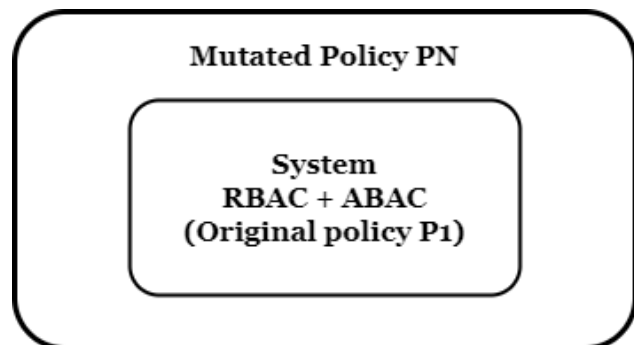 Mutated Policy PN
System
RBAC + ABAC
(Original policy P1)